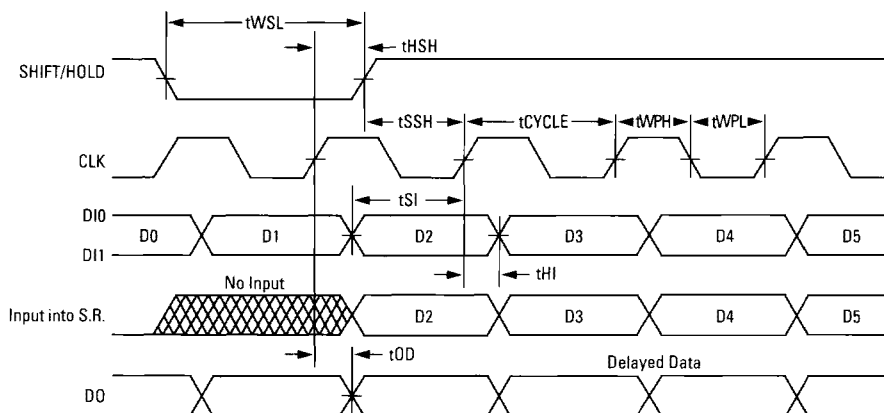 tWSL
tHSH
SHIFT/HOLD
tSSH
tCYCLE
tWPH
tWPL
CLK
tSI
DI0
D0
D1
D2
D3
D4
D5
DI1
tHI
No Input
Input into S.R.
D2
D3
D4
D5
tOD
Delayed Data
DO